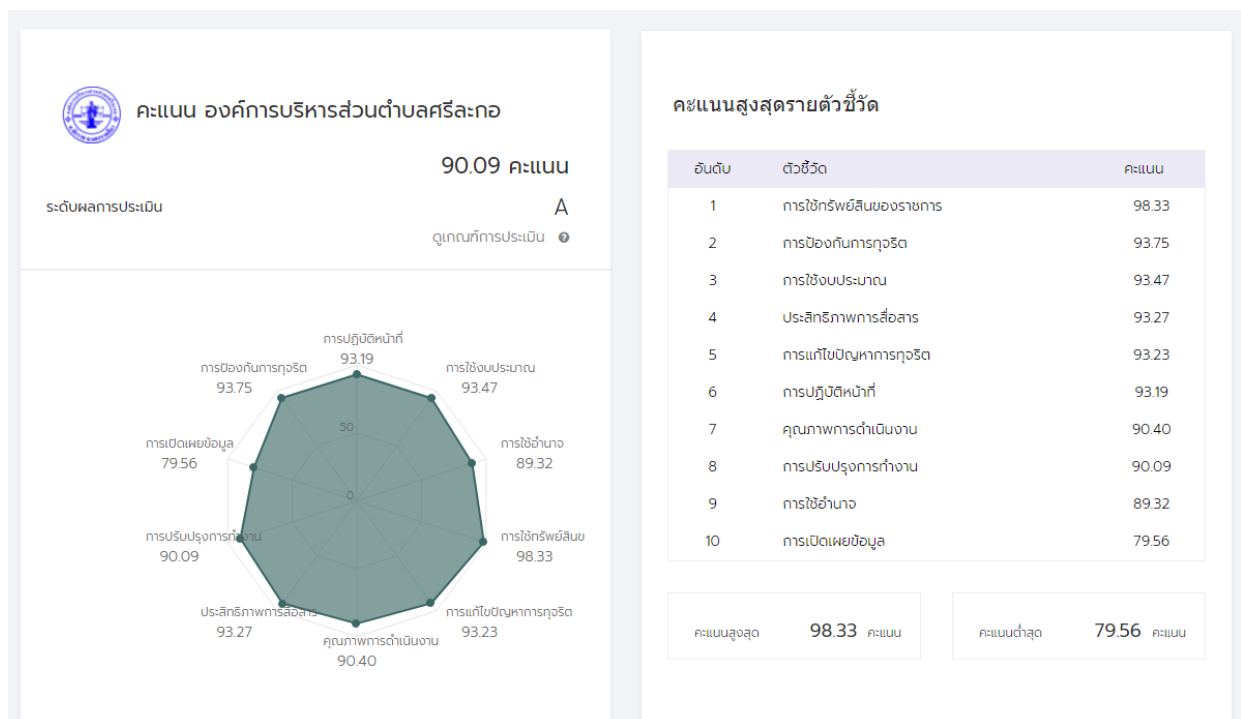 คะแนน องค์การบริหารส่วนตำบลศรีละกอ
90.09 คะแนน
ระดับผลการประเมิน A
ดูเกณฑ์การประเมิน
การปฏิบัติหน้าที่
93.19
การป้องกันการทุจริต
93.75
การใช้งบประมาณ
93.47
50
การเปิดเผยข้อมูล
79.56
การใช้อำนาจ
89.32
0
การปรับปรุงการทำงาน
90.09
การใช้ทรัพย์สินข
98.33
ประสิทธิภาพการสื่อสาร
93.27
การแก้ไขปัญหาการทุจริต
93.23
คุณภาพการดำเนินงาน
90.40
คะแนนสูงสุดรายตัวชี้วัด
อันดับ ตัวชี้วัด คะแนน
1 การใช้ทรัพย์สินของราชการ 98.33
2 การป้องกันการทุจริต 93.75
3 การใช้งบประมาณ 93.47
4 ประสิทธิภาพการสื่อสาร 93.27
5 การแก้ไขปัญหาการทุจริต 93.23
6 การปฏิบัติหน้าที่ 93.19
7 คุณภาพการดำเนินงาน 90.40
8 การปรับปรุงการทำงาน 90.09
9 การใช้อำนาจ 89.32
10 การเปิดเผยข้อมูล 79.56
คะแนนสูงสุด 98.33 คะแนน
คะแนนต่ำสุด 79.56 คะแนน